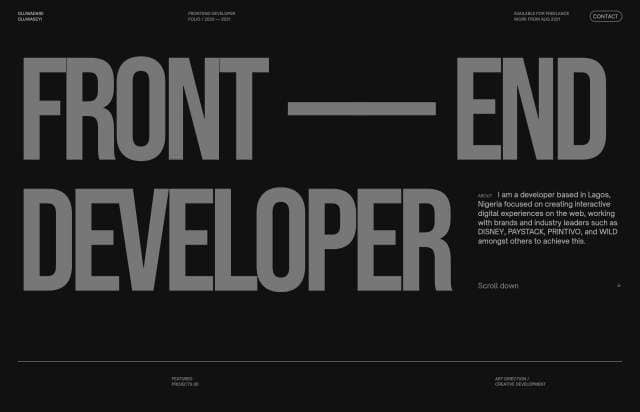 OLUWADARE
OLUWASEYI
FRONTEND DEVELOPER
FOLIO / 2020 — 2021
AVAILABLE FOR FREELANCE
WORK FROM AUG 2021
CONTACT
FRONT — END
DEVELOPER
ABOUT I am a developer based in Lagos,
Nigeria focused on creating interactive
digital experiences on the web, working
with brands and industry leaders such as
DISNEY, PAYSTACK, PRINTIVO, and WILD
amongst others to achieve this.
Scroll down
FEATURED
PROJECTS
ART DIRECTION /
CREATIVE DEVELOPMENT